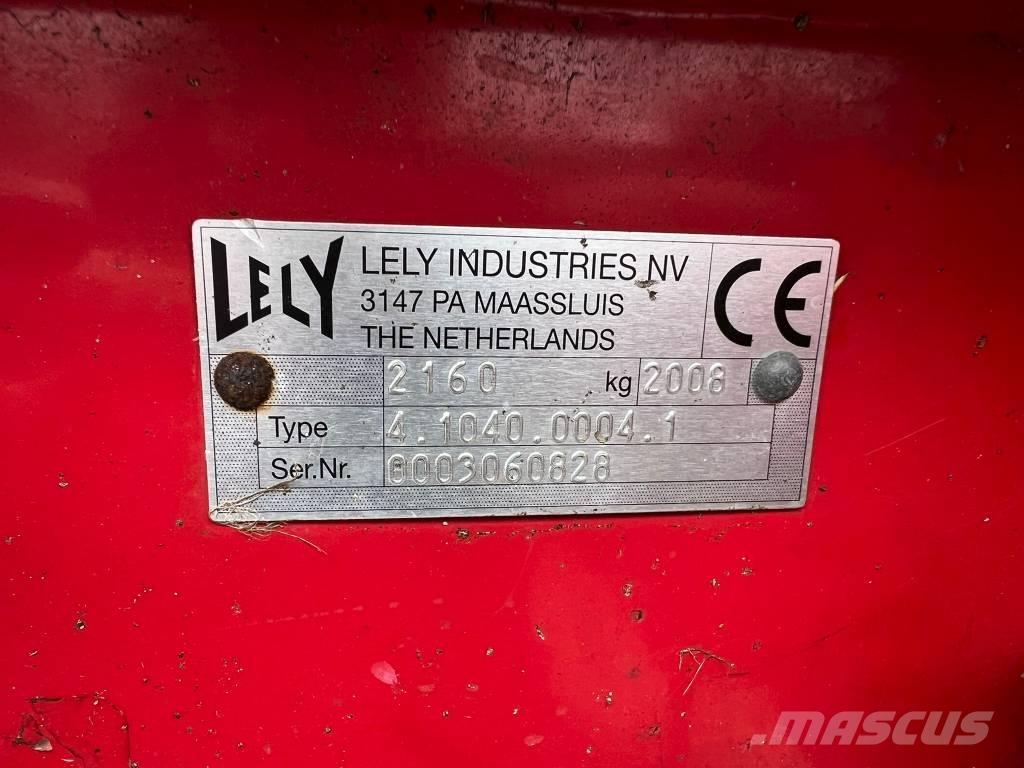 LELY
LELY INDUSTRIES NV
3147 PA MAASSLUIS
THE NETHERLANDS
CE
2160 kg 2008
Type 4.1040.0004.1
Ser.Nr. 0003060828
MASCUS